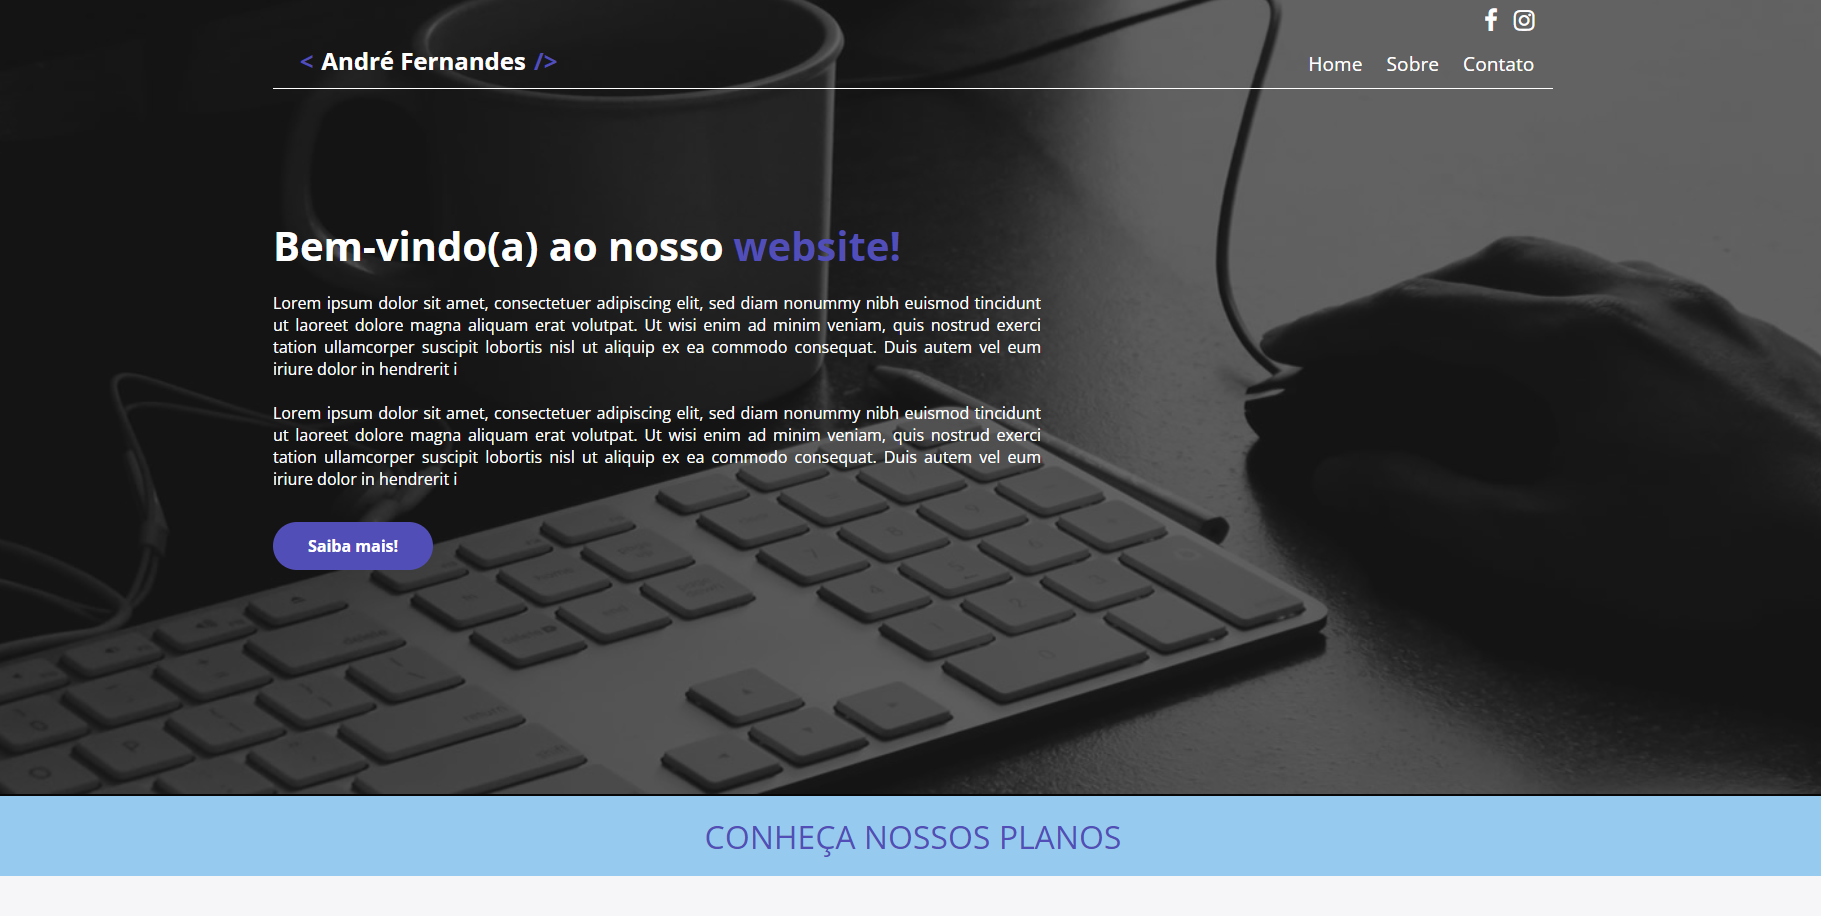 < André Fernandes />
Home Sobre Contato
Bem-vindo(a) ao nosso website!
Lorem ipsum dolor sit amet, consectetuer adipiscing elit, sed diam nonummy nibh euismod tincidunt
ut laoreet dolore magna aliquam erat volutpat. Ut wisi enim ad minim veniam, quis nostrud exerci
tation ullamcorper suscipit lobortis nisl ut aliquip ex ea commodo consequat. Duis autem vel eum
iriure dolor in hendrerit i
Lorem ipsum dolor sit amet, consectetuer adipiscing elit, sed diam nonummy nibh euismod tincidunt
ut laoreet dolore magna aliquam erat volutpat. Ut wisi enim ad minim veniam, quis nostrud exerci
tation ullamcorper suscipit lobortis nisl ut aliquip ex ea commodo consequat. Duis autem vel eum
iriure dolor in hendrerit i
Saiba mais!
CONHEÇA NOSSOS PLANOS